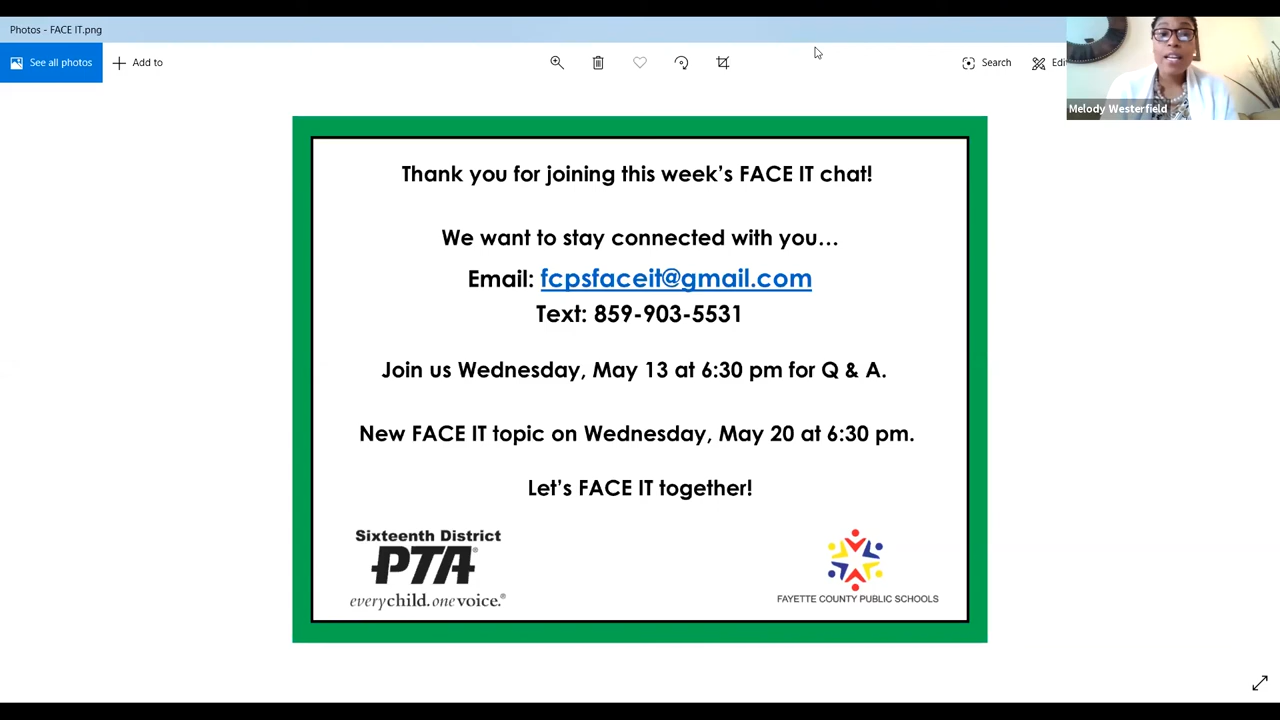 Photos - FACE IT.png
See all photos
Add to
Search
Edi
Melody Westerfield
Thank you for joining this week's FACE IT chat!
We want to stay connected with you…
Email: fcpsfaceit@gmail.com
Text: 859-903-5531
Join us Wednesday, May 13 at 6:30 pm for Q & A.
New FACE IT topic on Wednesday, May 20 at 6:30 pm.
Let's FACE IT together!
Sixteenth District
PTA®
everychild.onevoice.®
FAYETTE COUNTY PUBLIC SCHOOLS